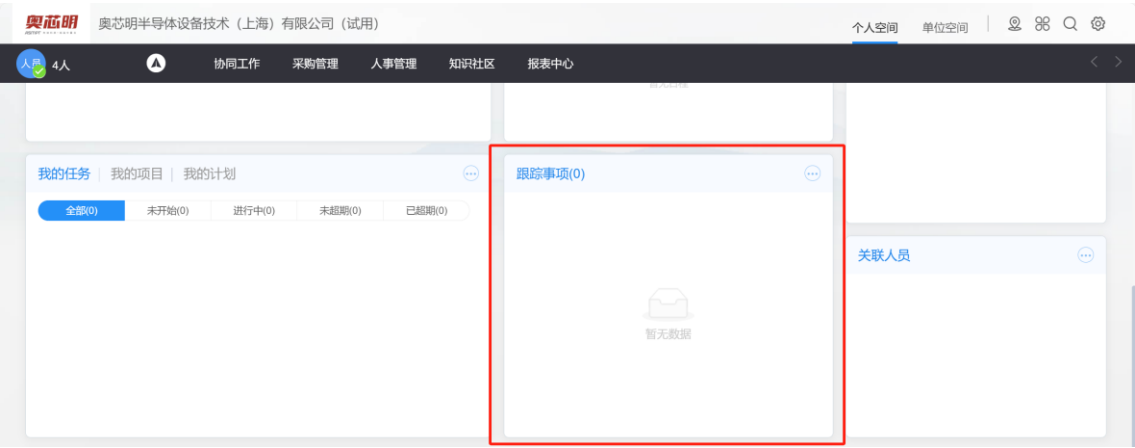 奥芯明 奥芯明半导体设备技术（上海）有限公司（试用） 个人空间 单位空间
人员 4人 协同工作 采购管理 人事管理 知识社区 报表中心
我的任务 | 我的项目 | 我的计划
全部(0) 未开始(0) 进行中(0) 未超期(0) 已超期(0)
跟踪事项(0)
暂无数据
关联人员